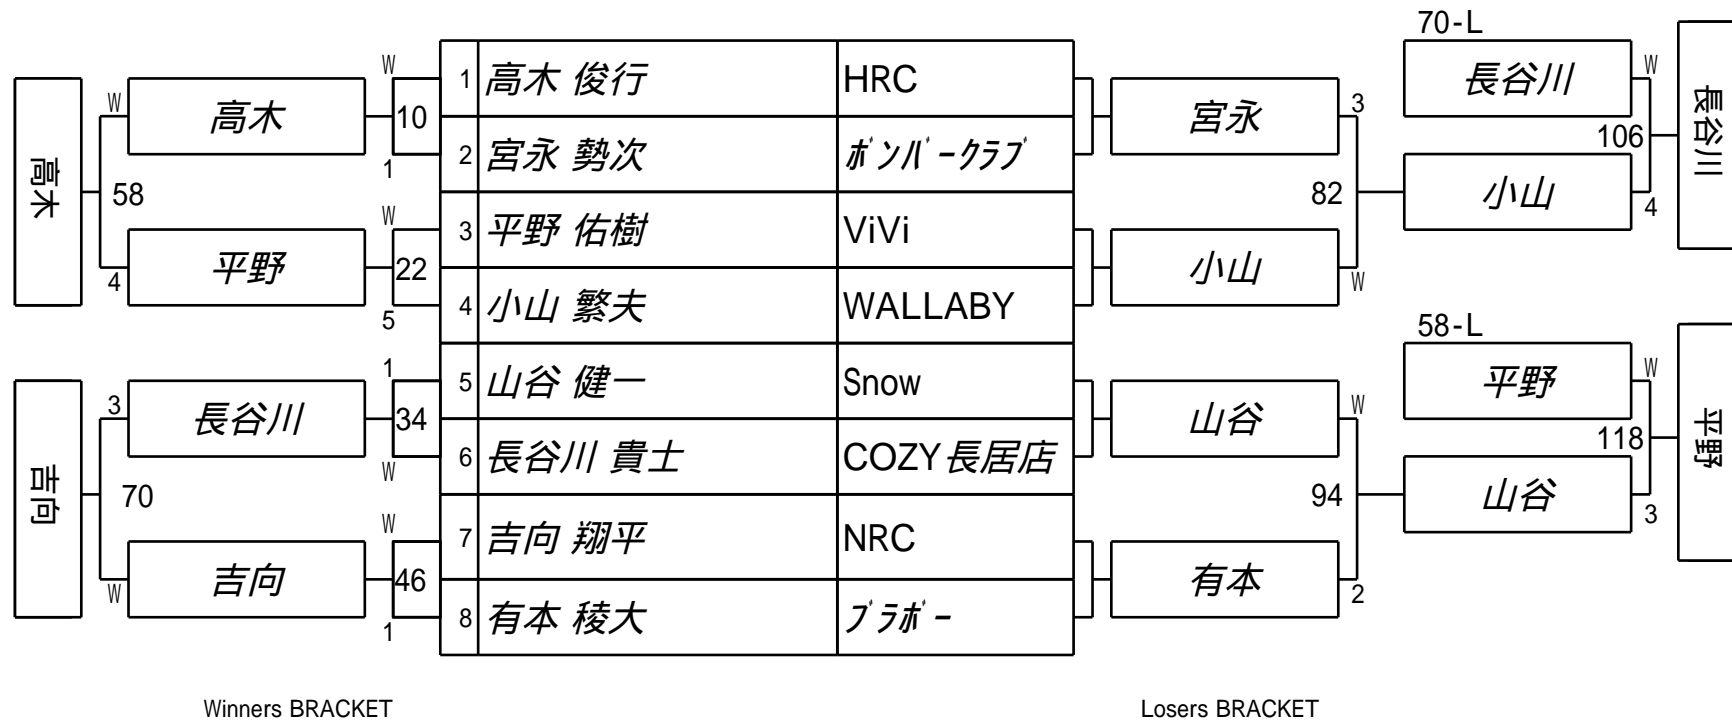 70-L
W 1 高木 俊行 HRC 長谷川 W
W 高木 10 宮永 3 長谷川
1 2 宮永 勢次 ボンバークラブ 106
高木 58 82 小山 4
W 3 平野 佑樹 ViVi
4 平野 22 小山 W
5 4 小山 繁夫 WALLABY
58-L
1 5 山谷 健一 Snow 平野 W
3 長谷川 34 山谷 W 平野
W 6 長谷川 貴士 COZY長居店 118
吉向 70 94 山谷 3
W 7 吉向 翔平 NRC
W 吉向 46 有本 2
1 8 有本 稜大 ブラボー
Winners BRACKET Losers BRACKET